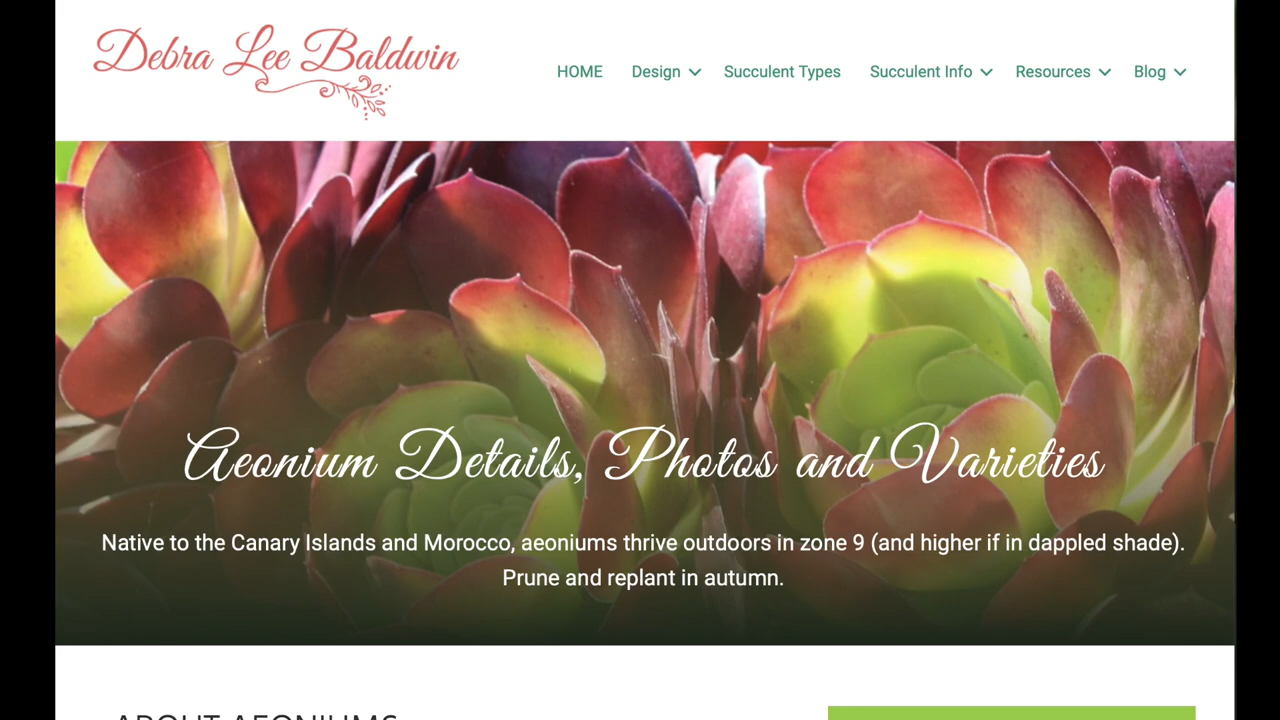 Debra Lee Baldwin
HOME Design Succulent Types Succulent Info Resources Blog
Aeonium Details, Photos and Varieties
Native to the Canary Islands and Morocco, aeoniums thrive outdoors in zone 9 (and higher if in dappled shade).
Prune and replant in autumn.
ABOUT AEONIUMS